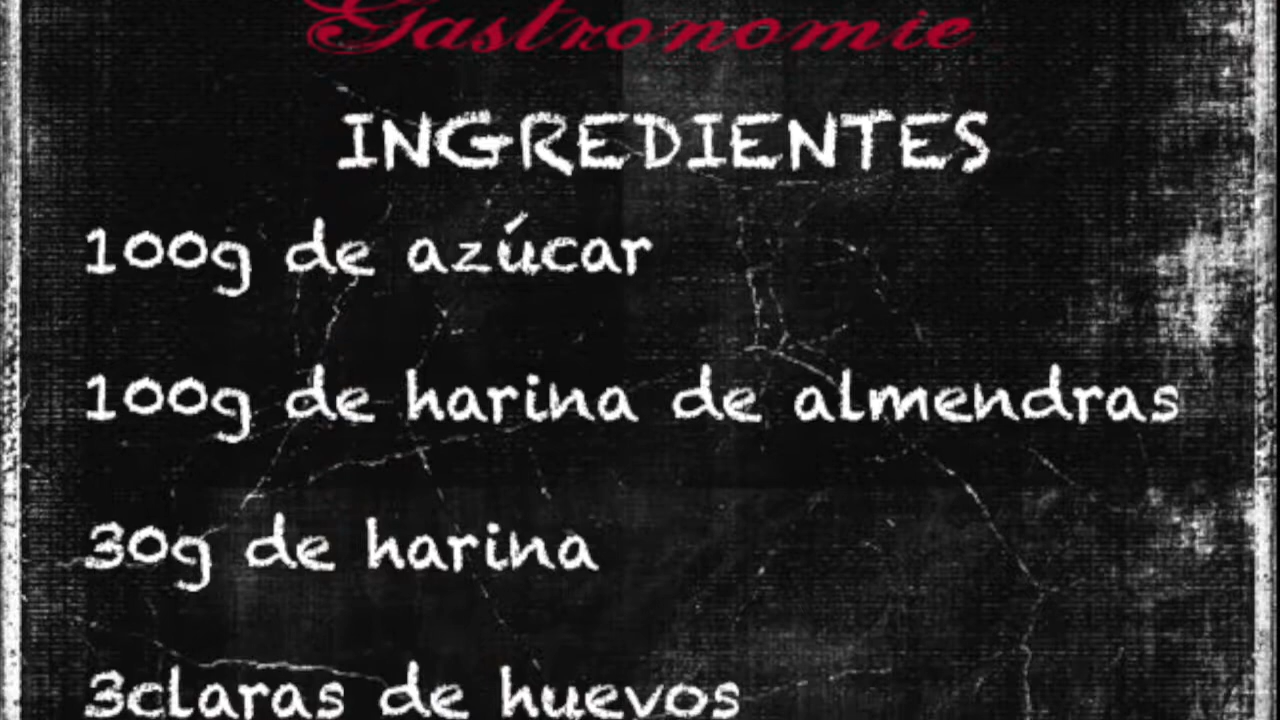 Gastronomie
INGREDIENTES
100g de azúcar
100g de harina de almendras
30g de harina
3claras de huevos